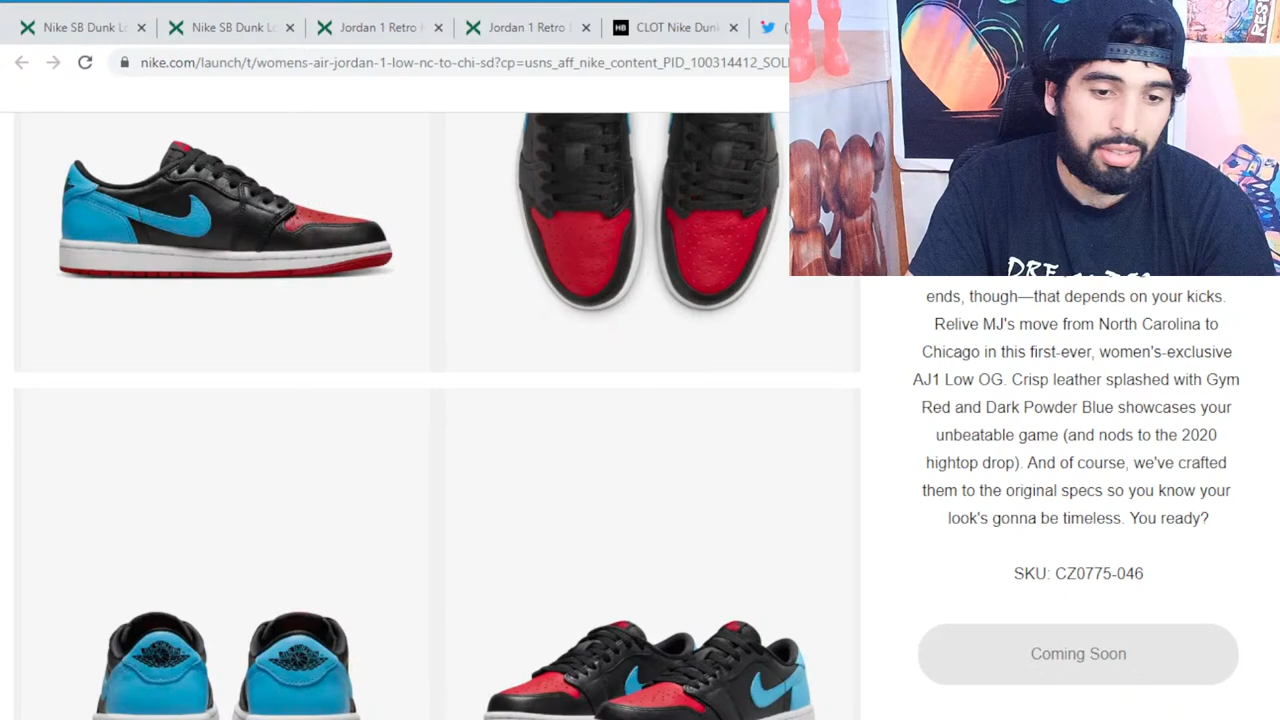 Nike SB Dunk Lo
Nike SB Dunk Lo
Jordan 1 Retro
Jordan 1 Retro
HB CLOT Nike Dunk
nike.com/launch/t/womens-air-jordan-1-low-nc-to-chi-sd?cp=usns_aff_nike_content_PID_100314412_SOLE
ends, though—that depends on your kicks.
Relive MJ's move from North Carolina to
Chicago in this first-ever, women's-exclusive
AJ1 Low OG. Crisp leather splashed with Gym
Red and Dark Powder Blue showcases your
unbeatable game (and nods to the 2020
hightop drop). And of course, we've crafted
them to the original specs so you know your
look's gonna be timeless. You ready?
SKU: CZ0775-046
Coming Soon